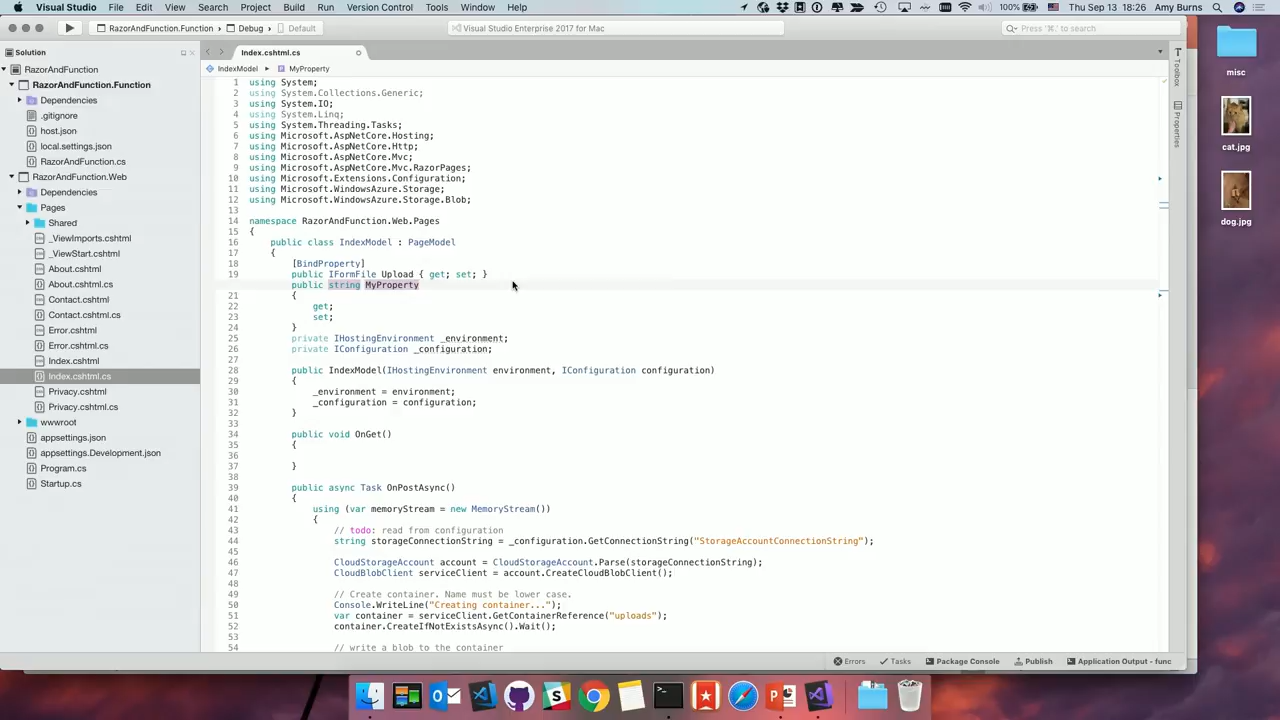 Visual Studio File Edit View Search Project Build Run Version Control Tools Window Help 100% Thu Sep 13 18:26 Amy Burns
RazorAndFunction.Function Debug Default Visual Studio Enterprise 2017 for Mac Press '⌘.' to search
Solution
RazorAndFunction
RazorAndFunction.Function
Dependencies
.gitignore
host.json
local.settings.json
RazorAndFunction.cs
RazorAndFunction.Web
Dependencies
Pages
Shared
_ViewImports.cshtml
_ViewStart.cshtml
About.cshtml
About.cshtml.cs
Contact.cshtml
Contact.cshtml.cs
Error.cshtml
Error.cshtml.cs
Index.cshtml
Index.cshtml.cs
Privacy.cshtml
Privacy.cshtml.cs
wwwroot
appsettings.json
appsettings.Development.json
Program.cs
Startup.cs
Index.cshtml.cs
IndexModel MyProperty
1 using System;
2 using System.Collections.Generic;
3 using System.IO;
4 using System.Linq;
5 using System.Threading.Tasks;
6 using Microsoft.AspNetCore.Hosting;
7 using Microsoft.AspNetCore.Http;
8 using Microsoft.AspNetCore.Mvc;
9 using Microsoft.AspNetCore.Mvc.RazorPages;
10 using Microsoft.Extensions.Configuration;
11 using Microsoft.WindowsAzure.Storage;
12 using Microsoft.WindowsAzure.Storage.Blob;
13
14 namespace RazorAndFunction.Web.Pages
15 {
16 public class IndexModel : PageModel
17 {
18 [BindProperty]
19 public IFormFile Upload { get; set; }
public string MyProperty
21 {
22 get;
23 set;
24 }
25 private IHostingEnvironment _environment;
26 private IConfiguration _configuration;
27
28 public IndexModel(IHostingEnvironment environment, IConfiguration configuration)
29 {
30 _environment = environment;
31 _configuration = configuration;
32 }
33
34 public void OnGet()
35 {
36
37 }
38
39 public async Task OnPostAsync()
40 {
41 using (var memoryStream = new MemoryStream())
42 {
43 // todo: read from configuration
44 string storageConnectionString = _configuration.GetConnectionString("StorageAccountConnectionString");
45
46 CloudStorageAccount account = CloudStorageAccount.Parse(storageConnectionString);
47 CloudBlobClient serviceClient = account.CreateCloudBlobClient();
48
49 // Create container. Name must be lower case.
50 Console.WriteLine("Creating container...");
51 var container = serviceClient.GetContainerReference("uploads");
52 container.CreateIfNotExistsAsync().Wait();
53
54 // write a blob to the container
Toolbox
Properties
Errors Tasks Package Console Publish Application Output - func
misc
cat.jpg
dog.jpg